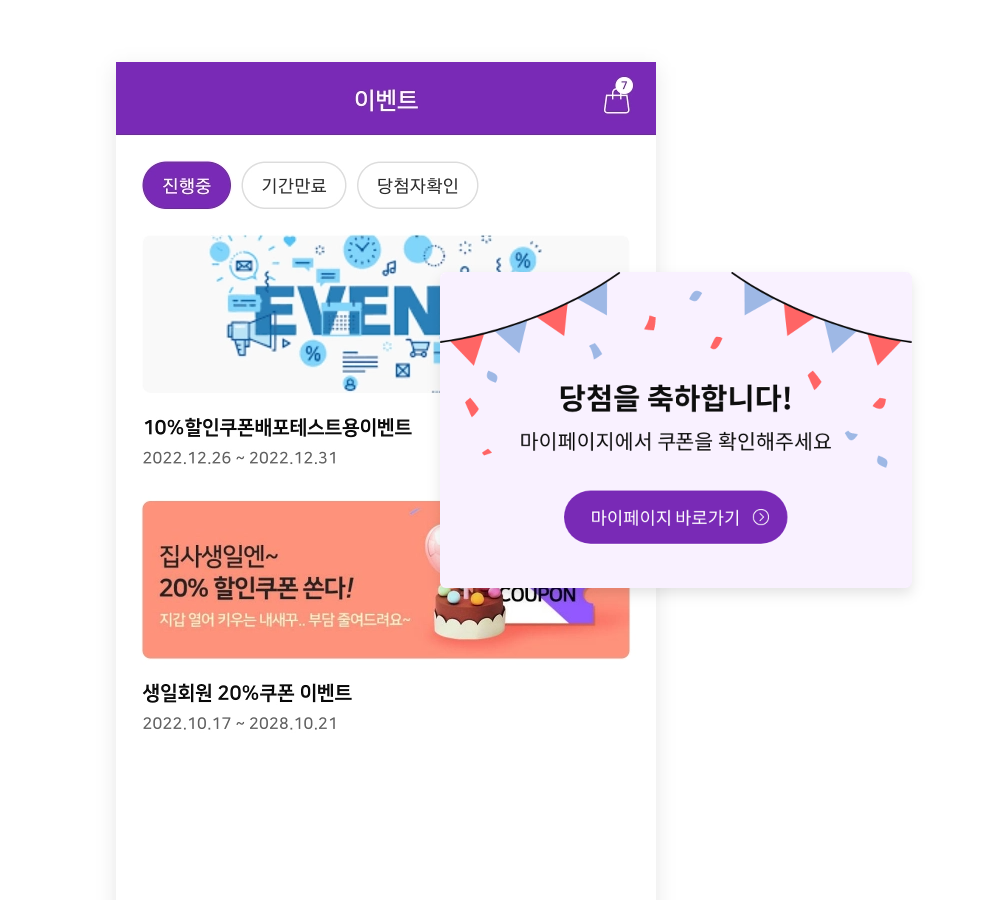 이벤트
7
진행중
기간만료
당첨자확인
%
EVEN
%
10%할인쿠폰배포테스트용이벤트
2022.12.26 ~ 2022.12.31
당첨을 축하합니다!
마이페이지에서 쿠폰을 확인해주세요
마이페이지 바로가기
집사생일엔~
20% 할인쿠폰 쏜다!
지갑 열어 키우는 내새꾸.. 부담 줄여드려요~
COUPON
생일회원 20%쿠폰 이벤트
2022.10.17 ~ 2028.10.21